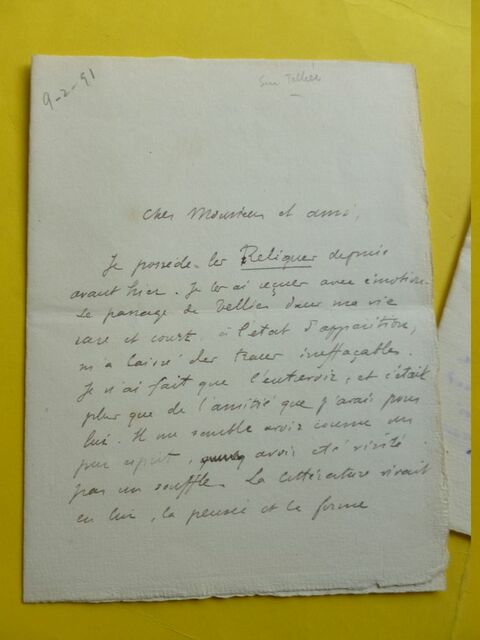 9-2-91
Sur Tellier
Cher Monsieur et ami,
Je possède les Reliques depuis
avant hier. Je les ai reçues avec émotion.
Le passage de Tellier dans ma vie
rare et court, à l'état d'apparition,
m'a laissé des traces ineffaçables.
Je n'ai fait que l'entrevoir, et c'était
plus que de l'amitié que j'avais pour
lui. Il me semble avoir connu un
pur esprit, avoir été visité
par un souffle. La littérature vivait
en lui, la pensée et la forme